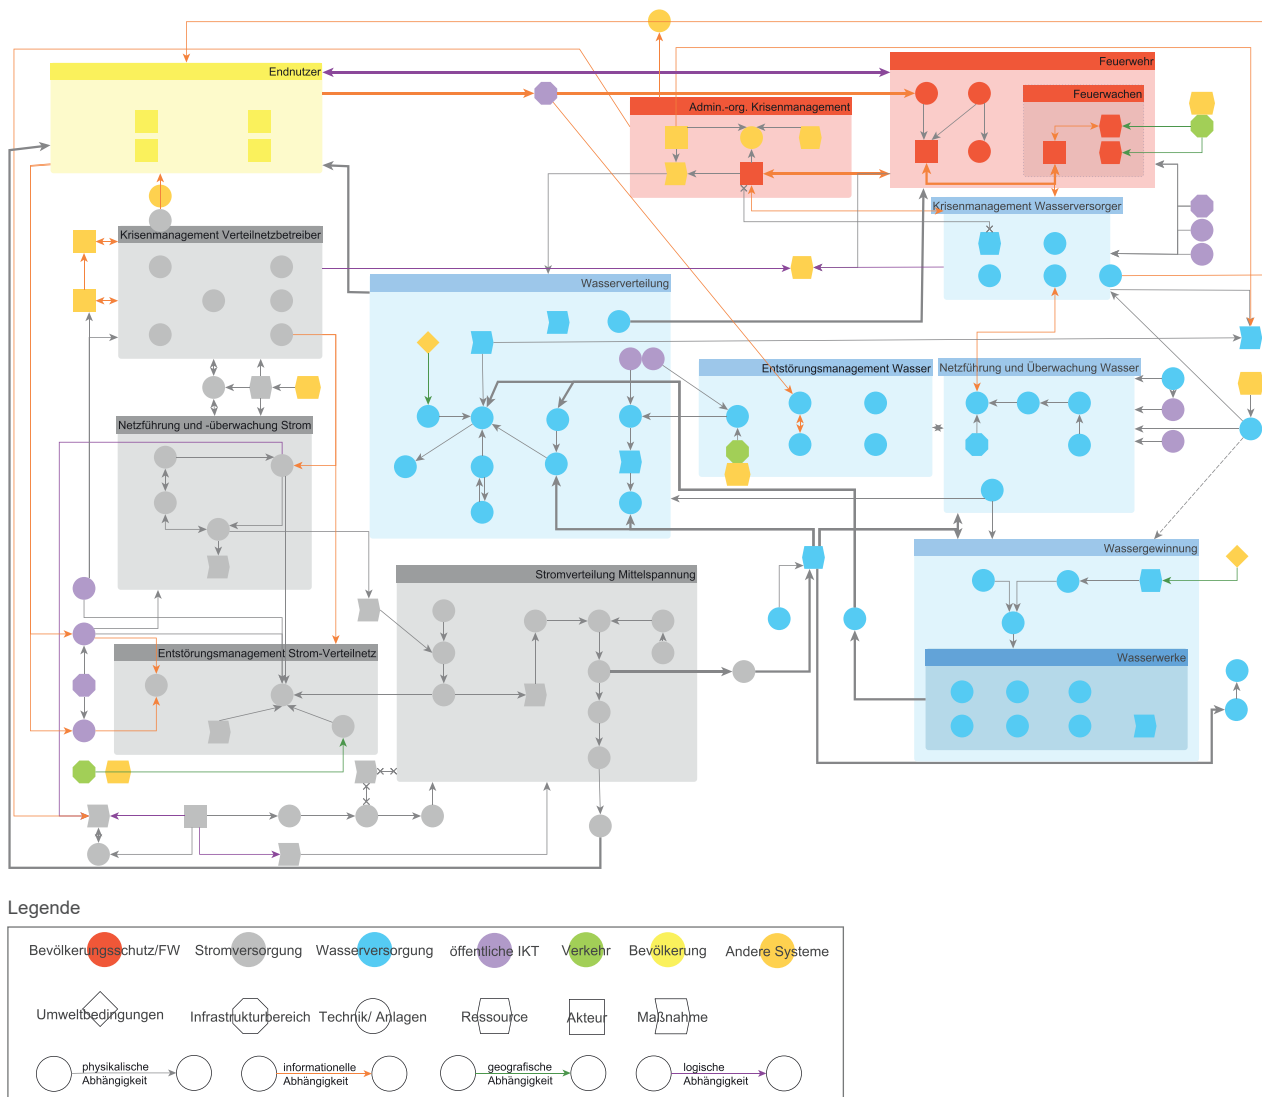 Endnutzer
Feuerwehr
Feuerwachen
Admin.-org. Krisenmanagement
Krisenmanagement Wasserversorger
Krisenmanagement Verteilnetzbetreiber
Wasserverteilung
Entstörungsmanagement Wasser
Netzführung und Überwachung Wasser
Netzführung und -überwachung Strom
Wassergewinnung
Stromverteilung Mittelspannung
Entstörungsmanagement Strom-Verteilnetz
Wasserwerke
Legende
Bevölkerungsschutz/FW
Stromversorgung
Wasserversorgung
öffentliche IKT
Verkehr
Bevölkerung
Andere Systeme
Umweltbedingungen
Infrastrukturbereich
Technik/ Anlagen
Ressource
Akteur
Maßnahme
physikalische
Abhängigkeit
informationelle
Abhängigkeit
geografische
Abhängigkeit
logische
Abhängigkeit